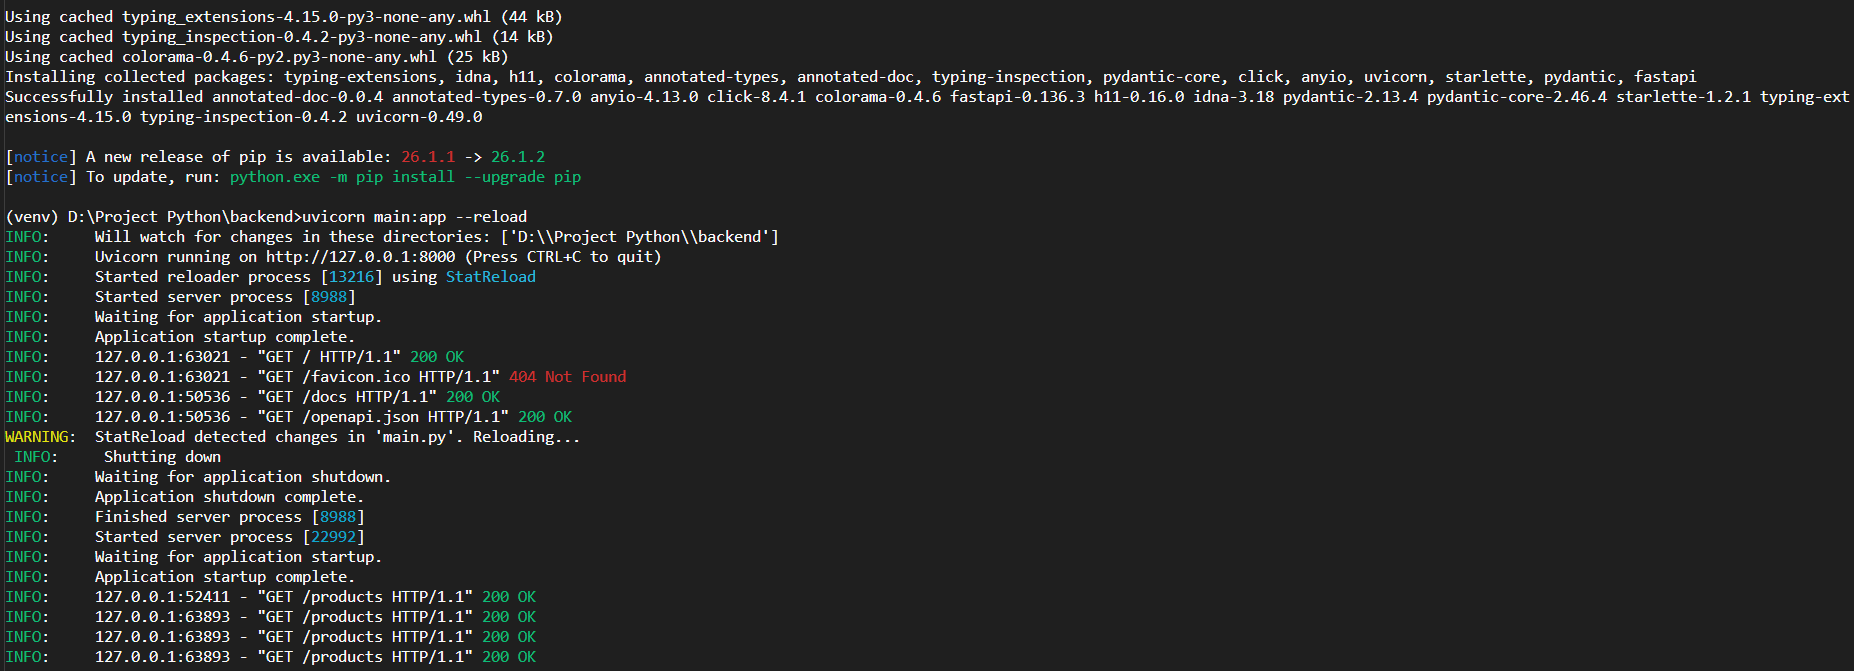 Using cached typing_extensions-4.15.0-py3-none-any.whl (44 kB)
Using cached typing_inspection-0.4.2-py3-none-any.whl (14 kB)
Using cached colorama-0.4.6-py2.py3-none-any.whl (25 kB)
Installing collected packages: typing-extensions, idna, h11, colorama, annotated-types, annotated-doc, typing-inspection, pydantic-core, click, anyio, uvicorn, starlette, pydantic, fastapi
Successfully installed annotated-doc-0.0.4 annotated-types-0.7.0 anyio-4.13.0 click-8.4.1 colorama-0.4.6 fastapi-0.136.3 h11-0.16.0 idna-3.18 pydantic-2.13.4 pydantic-core-2.46.4 starlette-1.2.1 typing-ext
ensions-4.15.0 typing-inspection-0.4.2 uvicorn-0.49.0
[notice] A new release of pip is available: 26.1.1 -> 26.1.2
[notice] To update, run: python.exe -m pip install --upgrade pip
(venv) D:\Project Python\backend>uvicorn main:app --reload
INFO:     Will watch for changes in these directories: ['D:\\Project Python\\backend']
INFO:     Uvicorn running on http://127.0.0.1:8000 (Press CTRL+C to quit)
INFO:     Started reloader process [13216] using StatReload
INFO:     Started server process [8988]
INFO:     Waiting for application startup.
INFO:     Application startup complete.
INFO:     127.0.0.1:63021 - "GET / HTTP/1.1" 200 OK
INFO:     127.0.0.1:63021 - "GET /favicon.ico HTTP/1.1" 404 Not Found
INFO:     127.0.0.1:50536 - "GET /docs HTTP/1.1" 200 OK
INFO:     127.0.0.1:50536 - "GET /openapi.json HTTP/1.1" 200 OK
WARNING:  StatReload detected changes in 'main.py'. Reloading...
 INFO:     Shutting down
INFO:     Waiting for application shutdown.
INFO:     Application shutdown complete.
INFO:     Finished server process [8988]
INFO:     Started server process [22992]
INFO:     Waiting for application startup.
INFO:     Application startup complete.
INFO:     127.0.0.1:52411 - "GET /products HTTP/1.1" 200 OK
INFO:     127.0.0.1:63893 - "GET /products HTTP/1.1" 200 OK
INFO:     127.0.0.1:63893 - "GET /products HTTP/1.1" 200 OK
INFO:     127.0.0.1:63893 - "GET /products HTTP/1.1" 200 OK